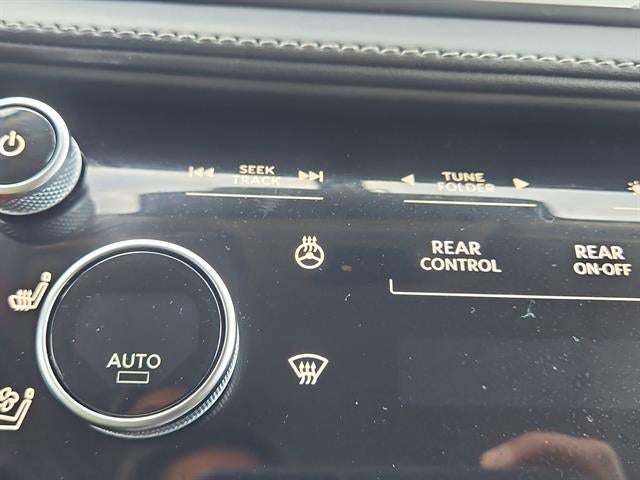 SEEK
TRACK
TUNE
FOLDER
REAR
CONTROL
REAR
ON-OFF
AUTO